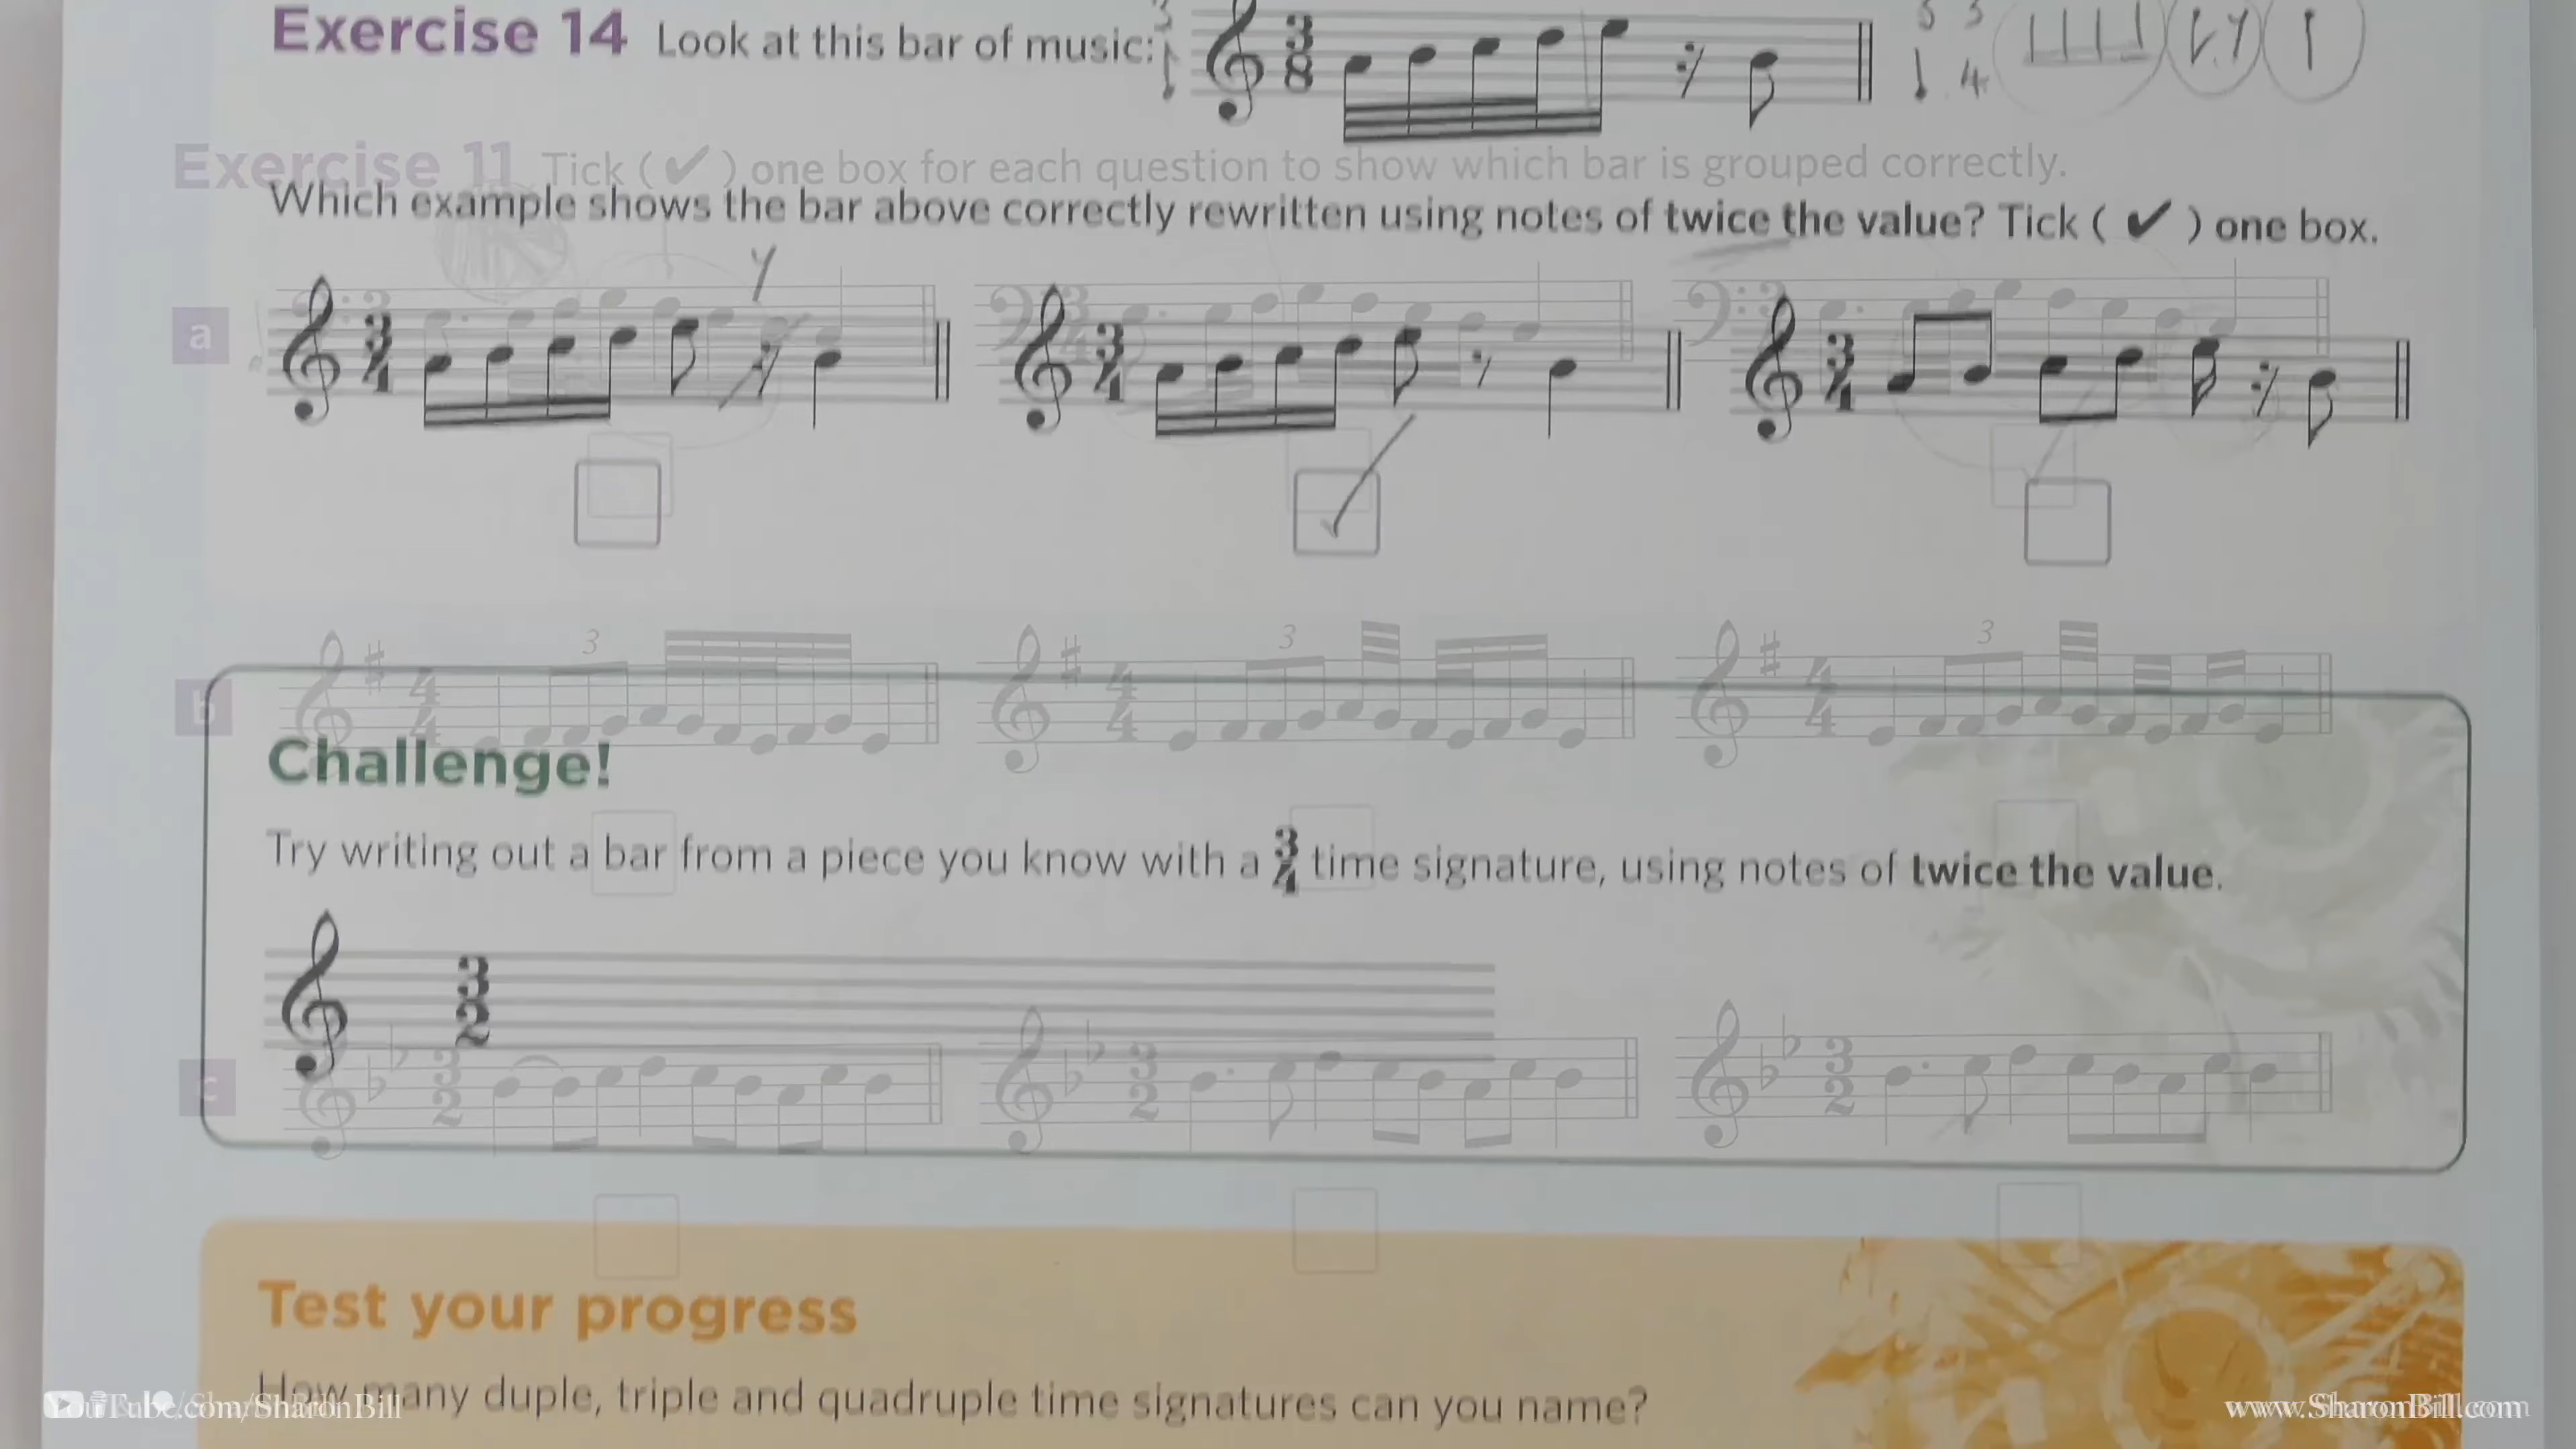 Exercise 14 Look at this bar of music:
Exercise 11 Tick ( ✔ ) one box for each question to show which bar is grouped correctly.
Which example shows the bar above correctly rewritten using notes of twice the value? Tick ( ✔ ) one box.
a
b
Challenge!
Try writing out a bar from a piece you know with a 3/4 time signature, using notes of twice the value.
c
Test your progress
How many duple, triple and quadruple time signatures can you name?
YouTube.com/SharonBill
www.SharonBill.com